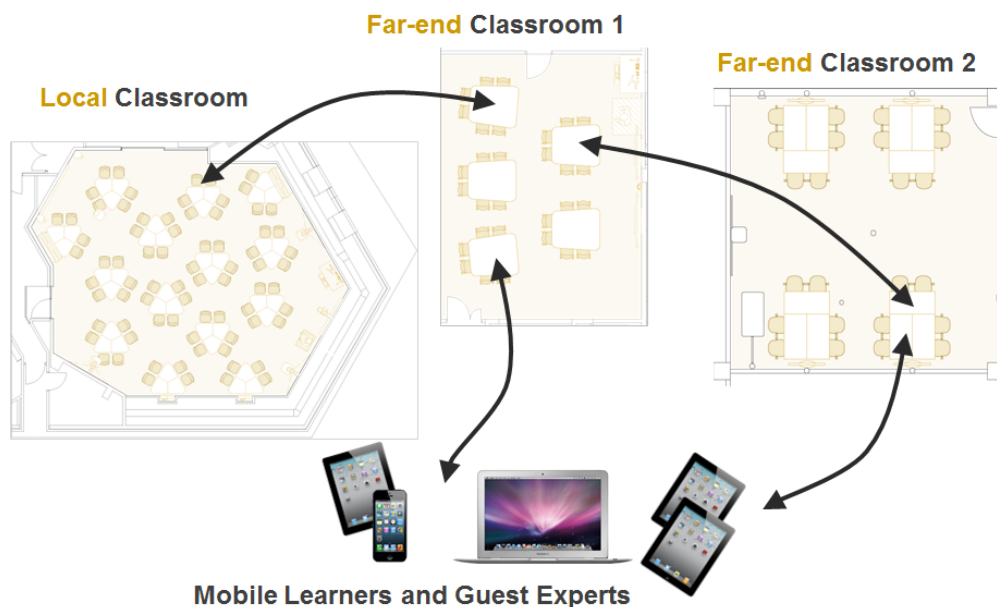 Far-end Classroom 1
Far-end Classroom 2
Local Classroom
Mobile Learners and Guest Experts